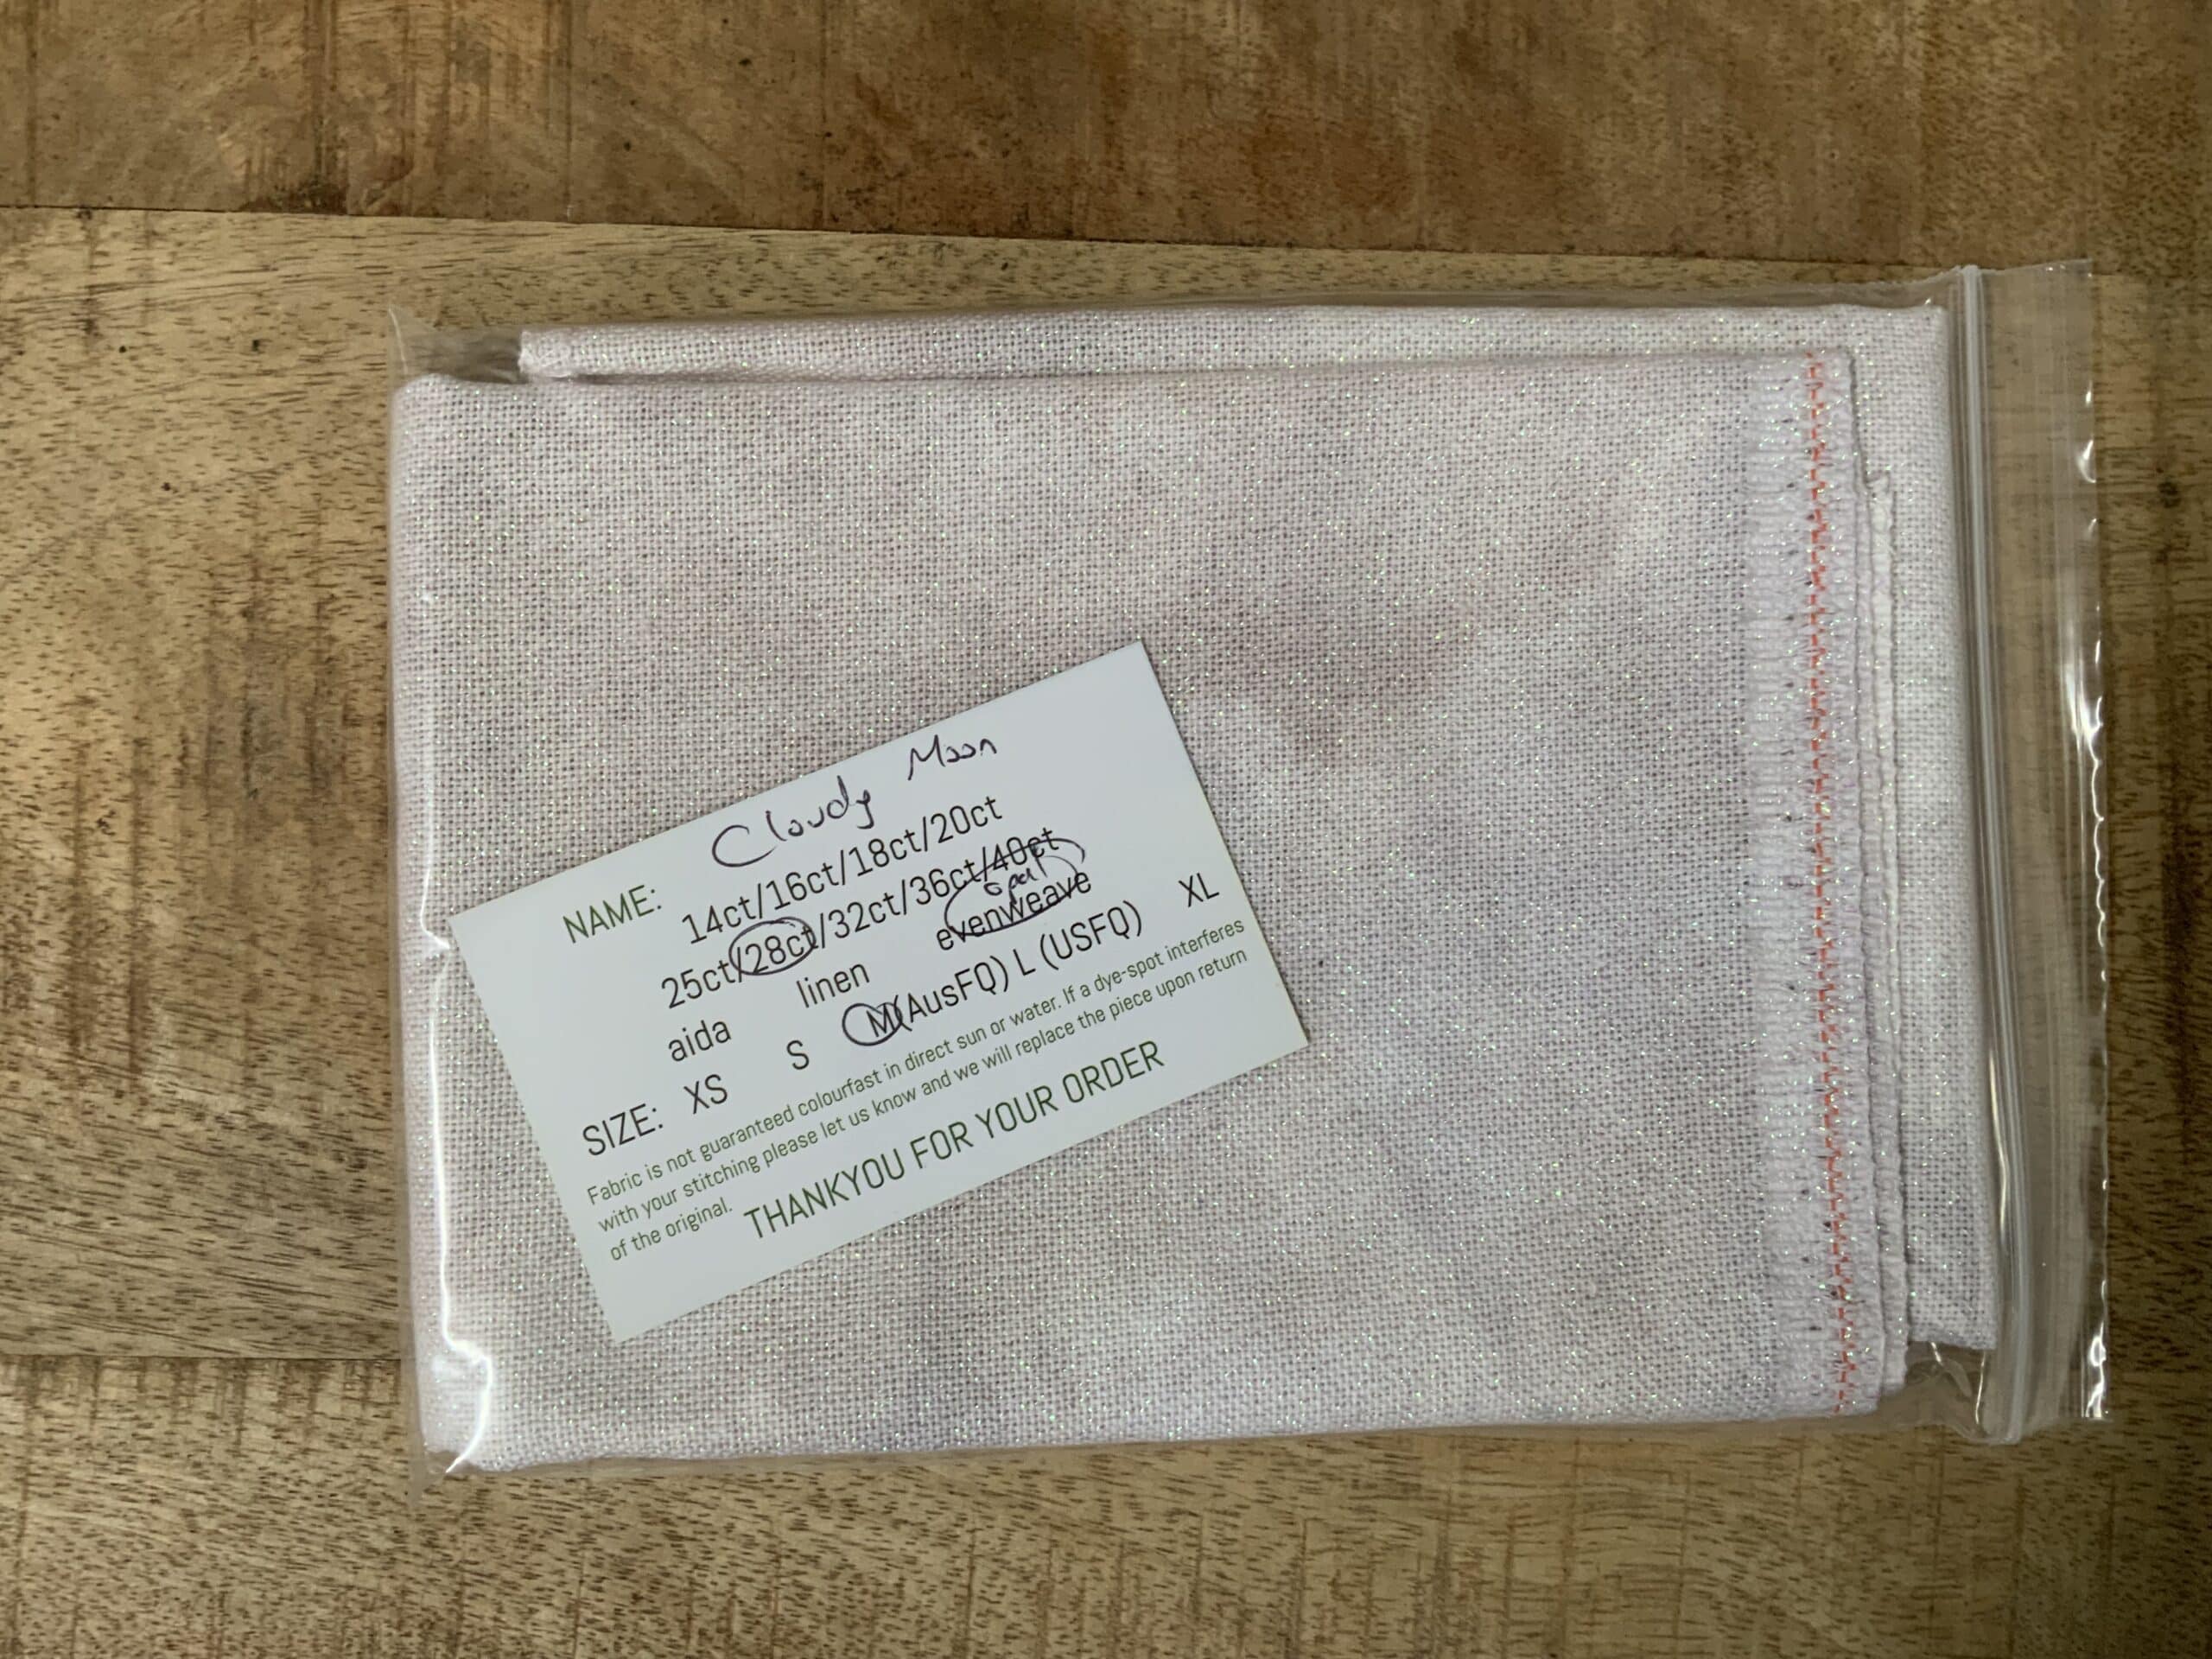 NAME: Cloudy Moon
14ct/16ct/18ct/20ct
25ct/28ct/32ct/36ct/40ct
opal
aida linen evenweave
SIZE: XS S M(AusFQ) L (USFQ) XL
Fabric is not guaranteed colourfast in direct sun or water. If a dye-spot interferes
with your stitching please let us know and we will replace the piece upon return
of the original.
THANKYOU FOR YOUR ORDER